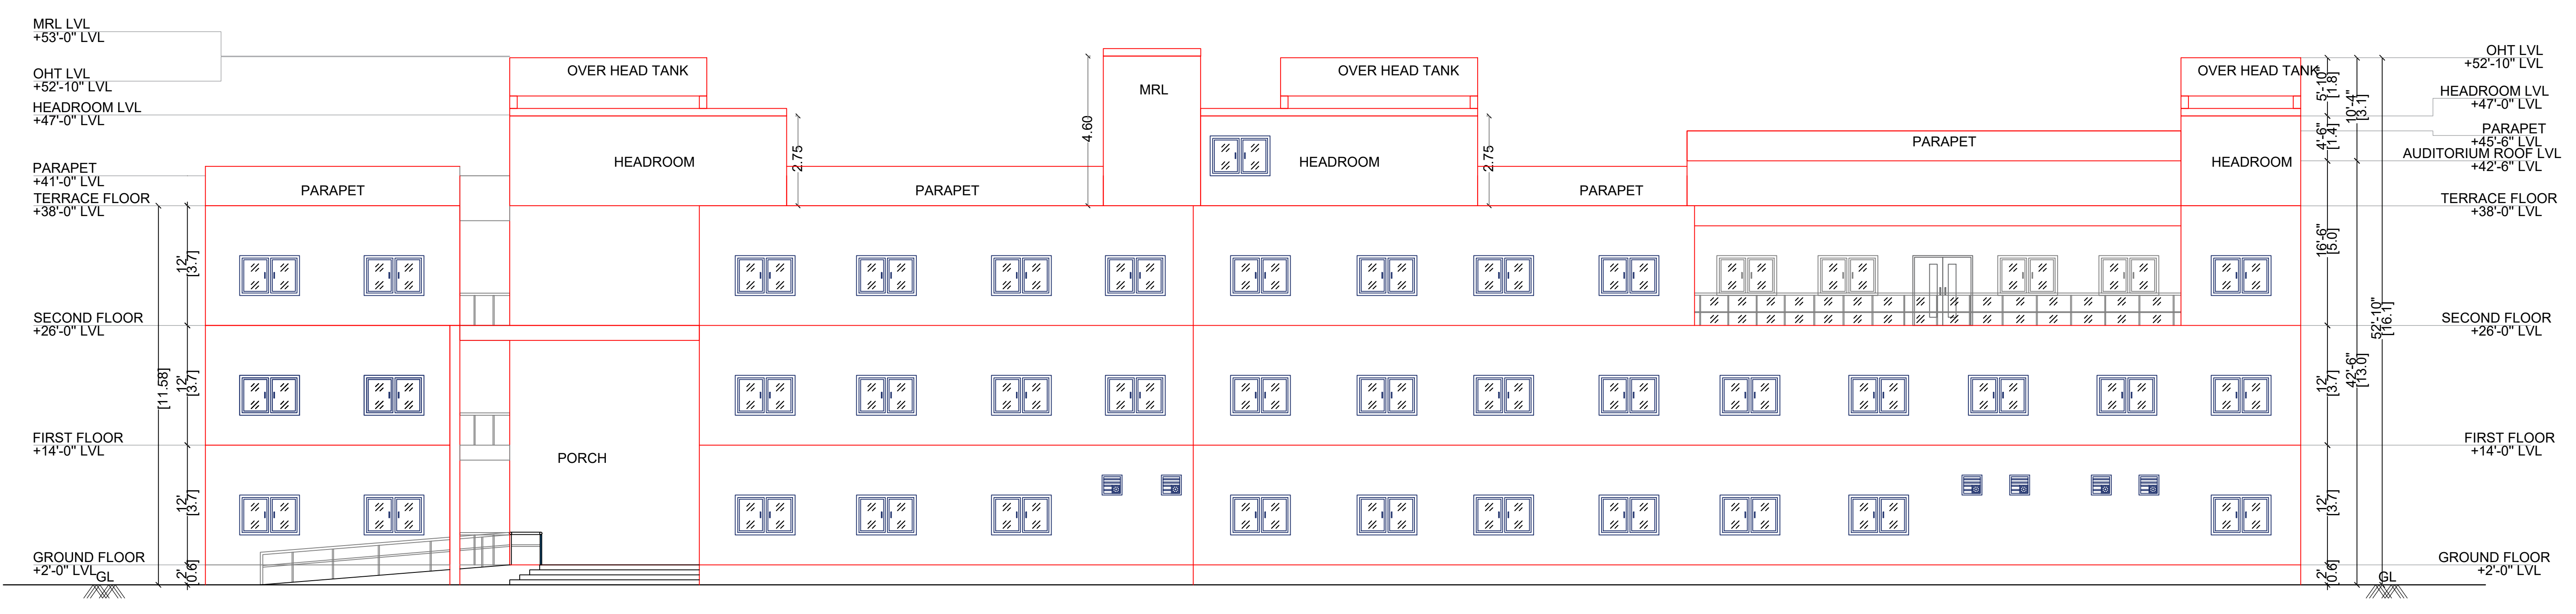 MRL LVL
+53'-0" LVL
OHT LVL
+52'-10" LVL
HEADROOM LVL
+47'-0" LVL
PARAPET
+41'-0" LVL
TERRACE FLOOR
+38'-0" LVL
SECOND FLOOR
+26'-0" LVL
FIRST FLOOR
+14'-0" LVL
GROUND FLOOR
+2'-0" LVL
GL
[11.58]
12'
[3.7]
12'
[3.7]
12'
[3.7]
2'
[0.6]
PARAPET
OVER HEAD TANK
HEADROOM
2.75
PORCH
PARAPET
4.60
MRL
OVER HEAD TANK
HEADROOM
2.75
PARAPET
PARAPET
OVER HEAD TANK
HEADROOM
5'-10"
[1.8]
4'-6"
[1.4]
16'-6"
[5.0]
12'
[3.7]
12'
[3.7]
2'
[0.6]
10'-4"
[3.1]
42'-6"
[13.0]
52'-10"
[16.1]
OHT LVL
+52'-10" LVL
HEADROOM LVL
+47'-0" LVL
PARAPET
+45'-6" LVL
AUDITORIUM ROOF LVL
+42'-6" LVL
TERRACE FLOOR
+38'-0" LVL
SECOND FLOOR
+26'-0" LVL
FIRST FLOOR
+14'-0" LVL
GROUND FLOOR
+2'-0" LVL
GL